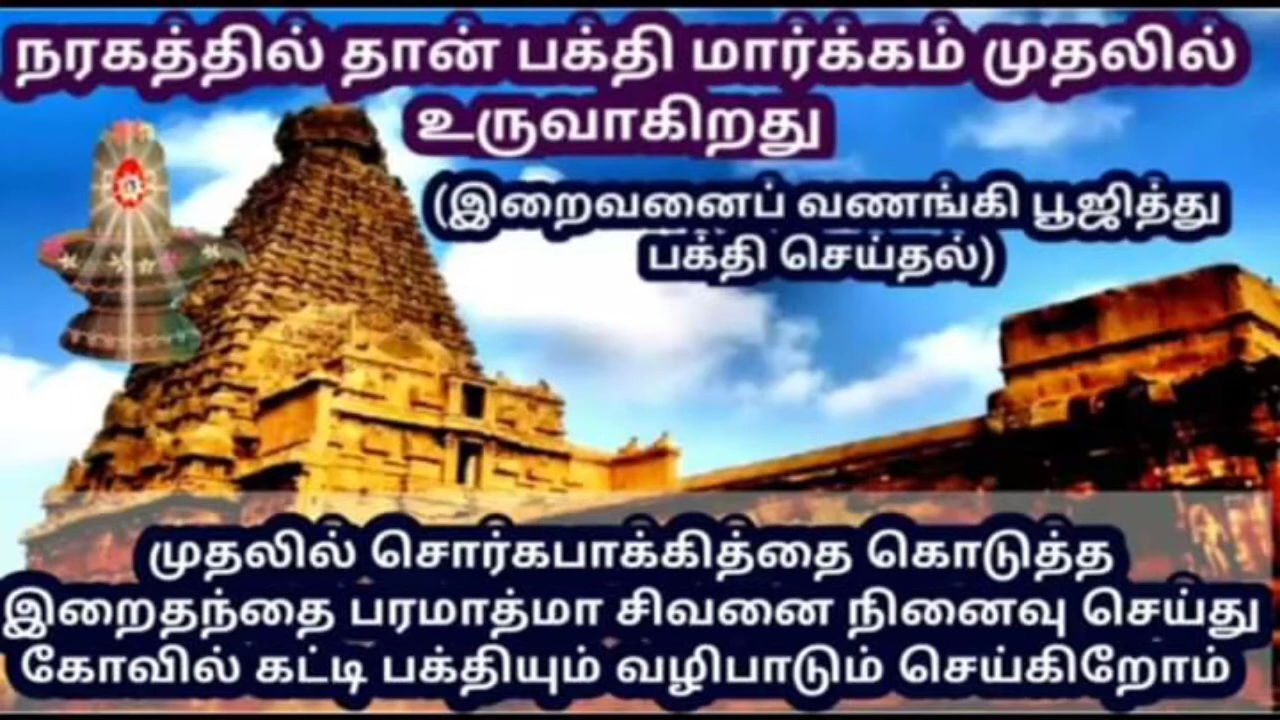 நரகத்தில் தான் பக்தி மார்க்கம் முதலில்
உருவாகிறது
(இறைவனைப் வணங்கி பூஜித்து
பக்தி செய்தல்)
முதலில் சொர்கபாக்கித்தை கொடுத்த
இறைதந்தை பரமாத்மா சிவனை நினைவு செய்து
கோவில் கட்டி பக்தியும் வழிபாடும் செய்கிறோம்